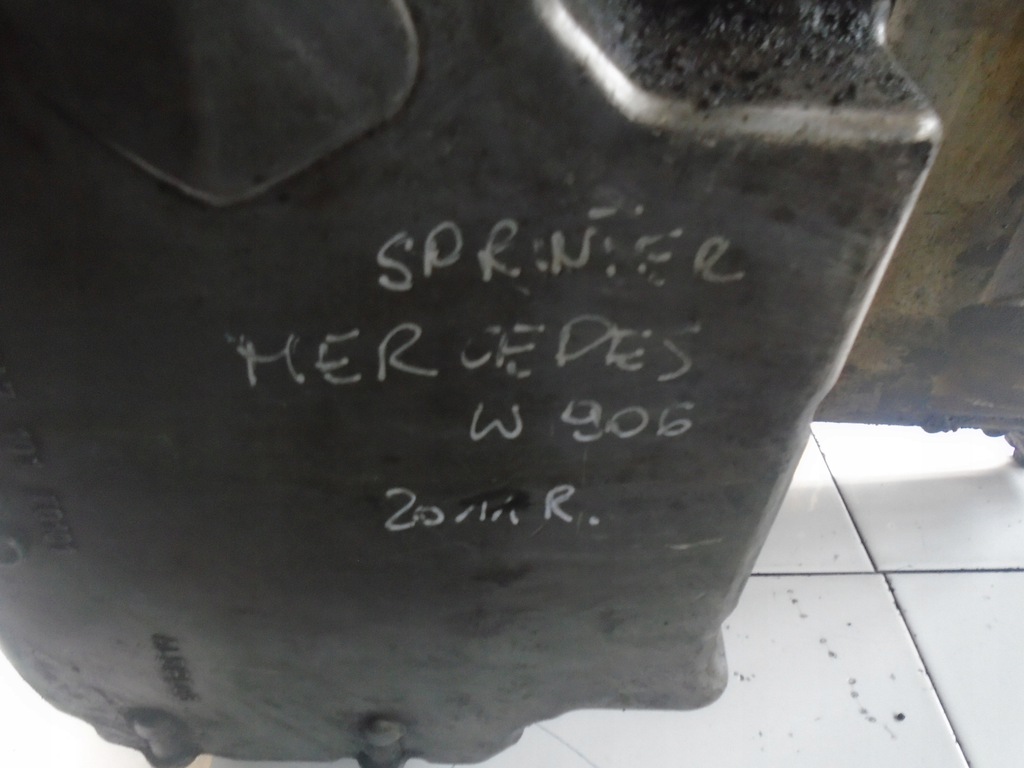 SPRINTER
MERCEDES
W 906
2011 R.